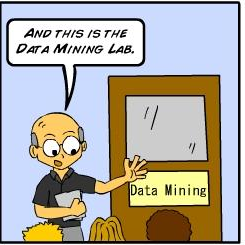 AND THIS IS THE
DATA MINING LAB.
Data Mining